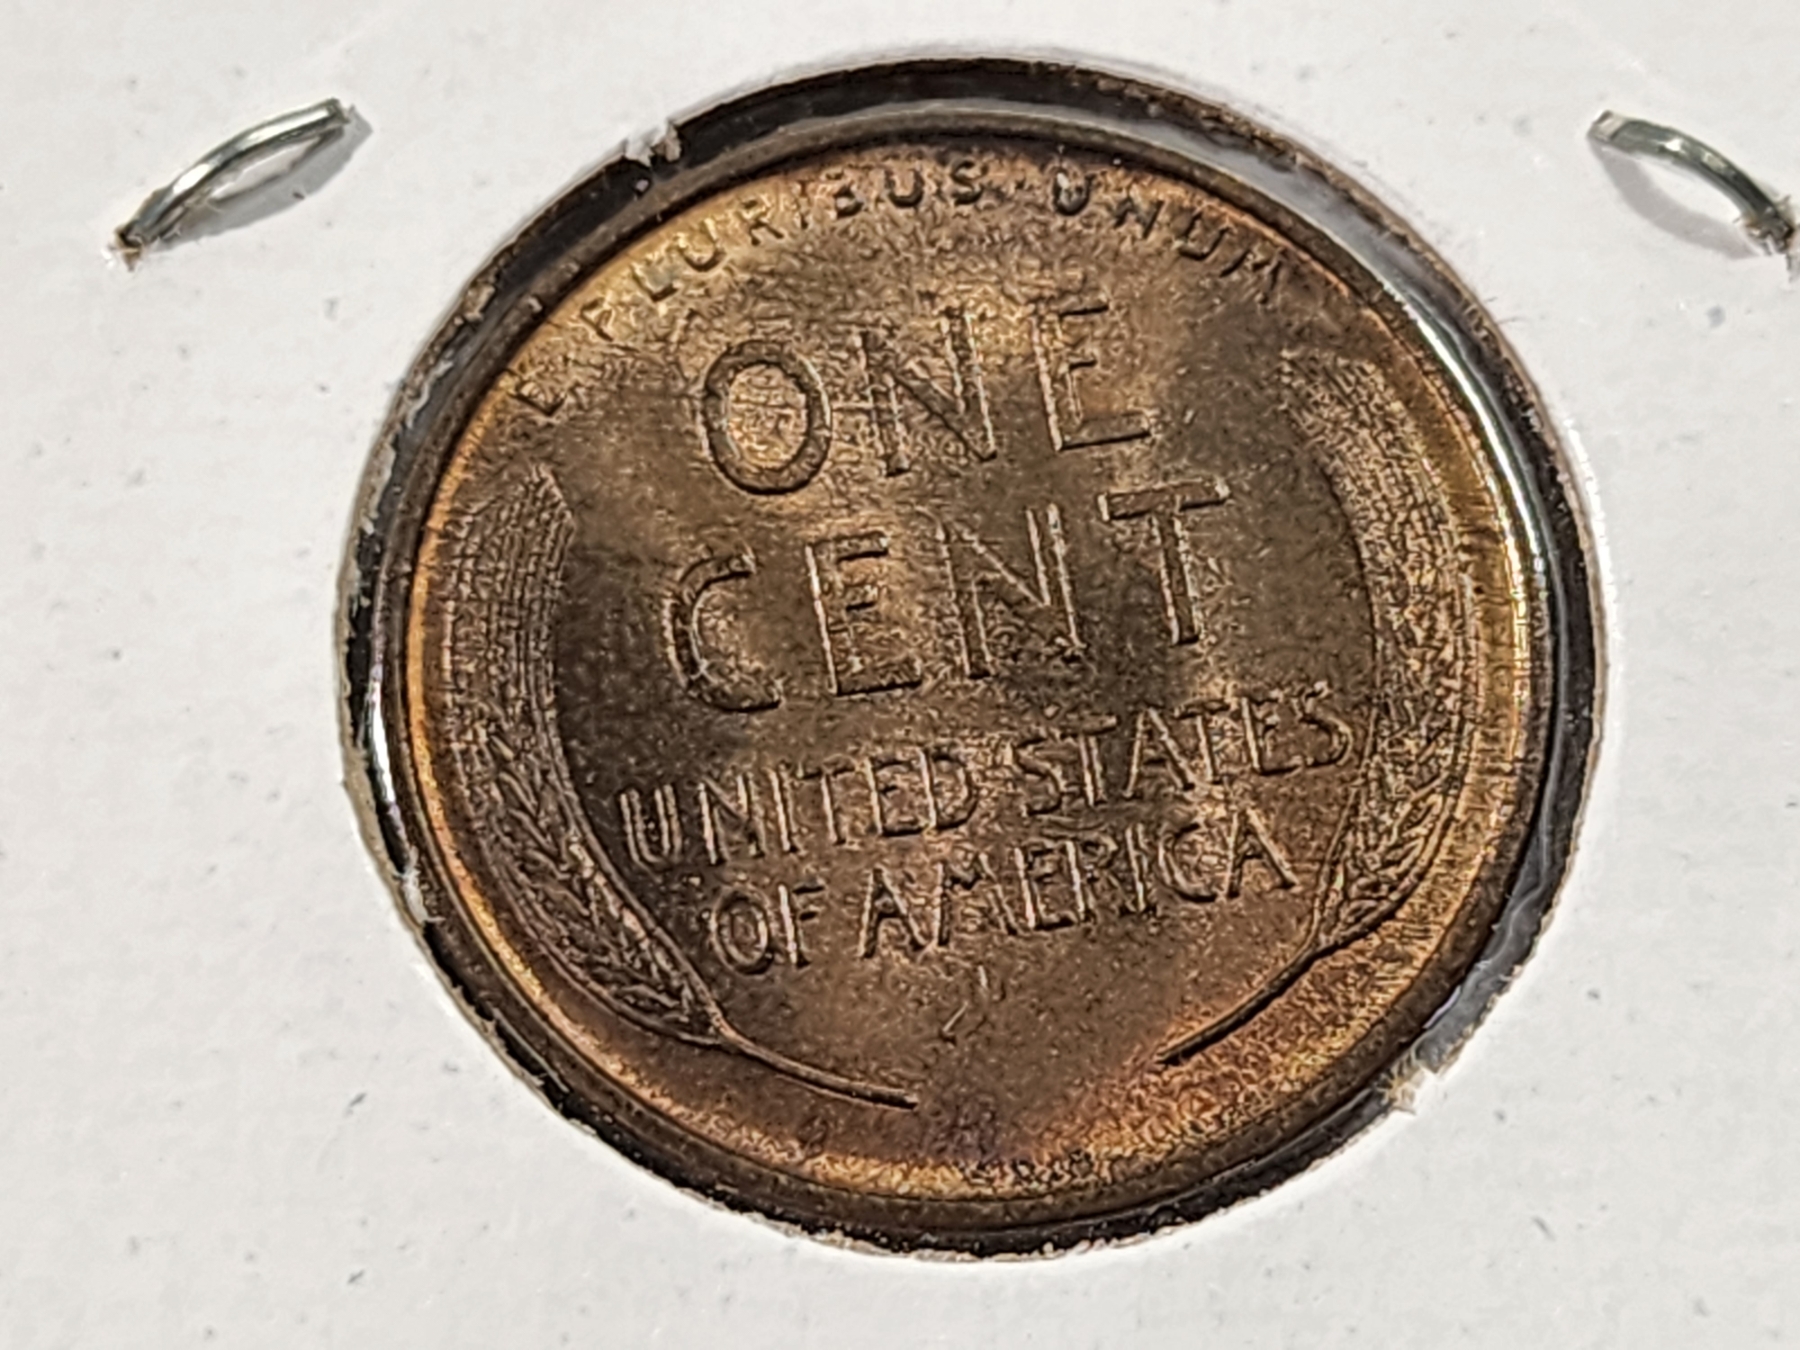 E·PLURIBUS·UNUM
ONE
CENT
UNITED STATES
OF AMERICA